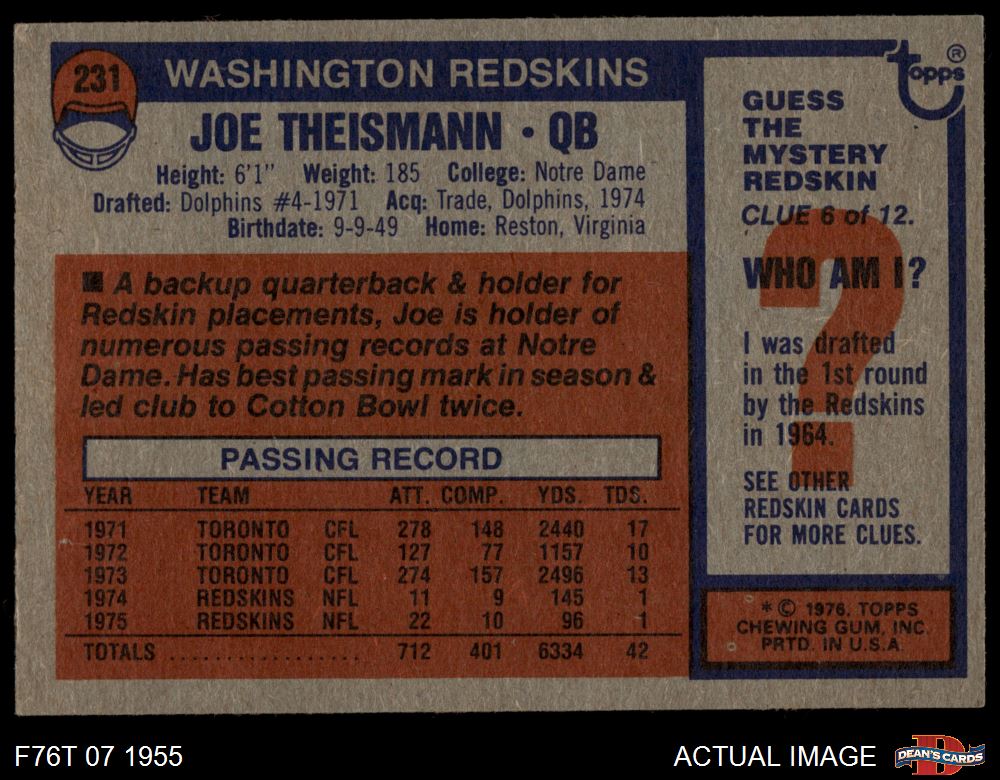 231
WASHINGTON REDSKINS
JOE THEISMANN • QB
Height: 6'1" Weight: 185 College: Notre Dame
Drafted: Dolphins #4-1971 Acq: Trade, Dolphins, 1974
Birthdate: 9-9-49 Home: Reston, Virginia
■ A backup quarterback & holder for
Redskin placements, Joe is holder of
numerous passing records at Notre
Dame. Has best passing mark in season &
led club to Cotton Bowl twice.
PASSING RECORD
YEAR TEAM ATT. COMP. YDS. TDS.
1971 TORONTO CFL 278 148 2440 17
1972 TORONTO CFL 127 77 1157 10
1973 TORONTO CFL 274 157 2496 13
1974 REDSKINS NFL 11 9 145 1
1975 REDSKINS NFL 22 10 96 1
TOTALS .................. 712 401 6334 42
topps ®
GUESS
THE
MYSTERY
REDSKIN
CLUE 6 of 12.
WHO AM I?
I was drafted
in the 1st round
by the Redskins
in 1964.
SEE OTHER
REDSKIN CARDS
FOR MORE CLUES.
* © 1976. TOPPS
CHEWING GUM, INC.
PRTD. IN U.S.A.
F76T 07 1955
ACTUAL IMAGE
DEAN'S CARDS